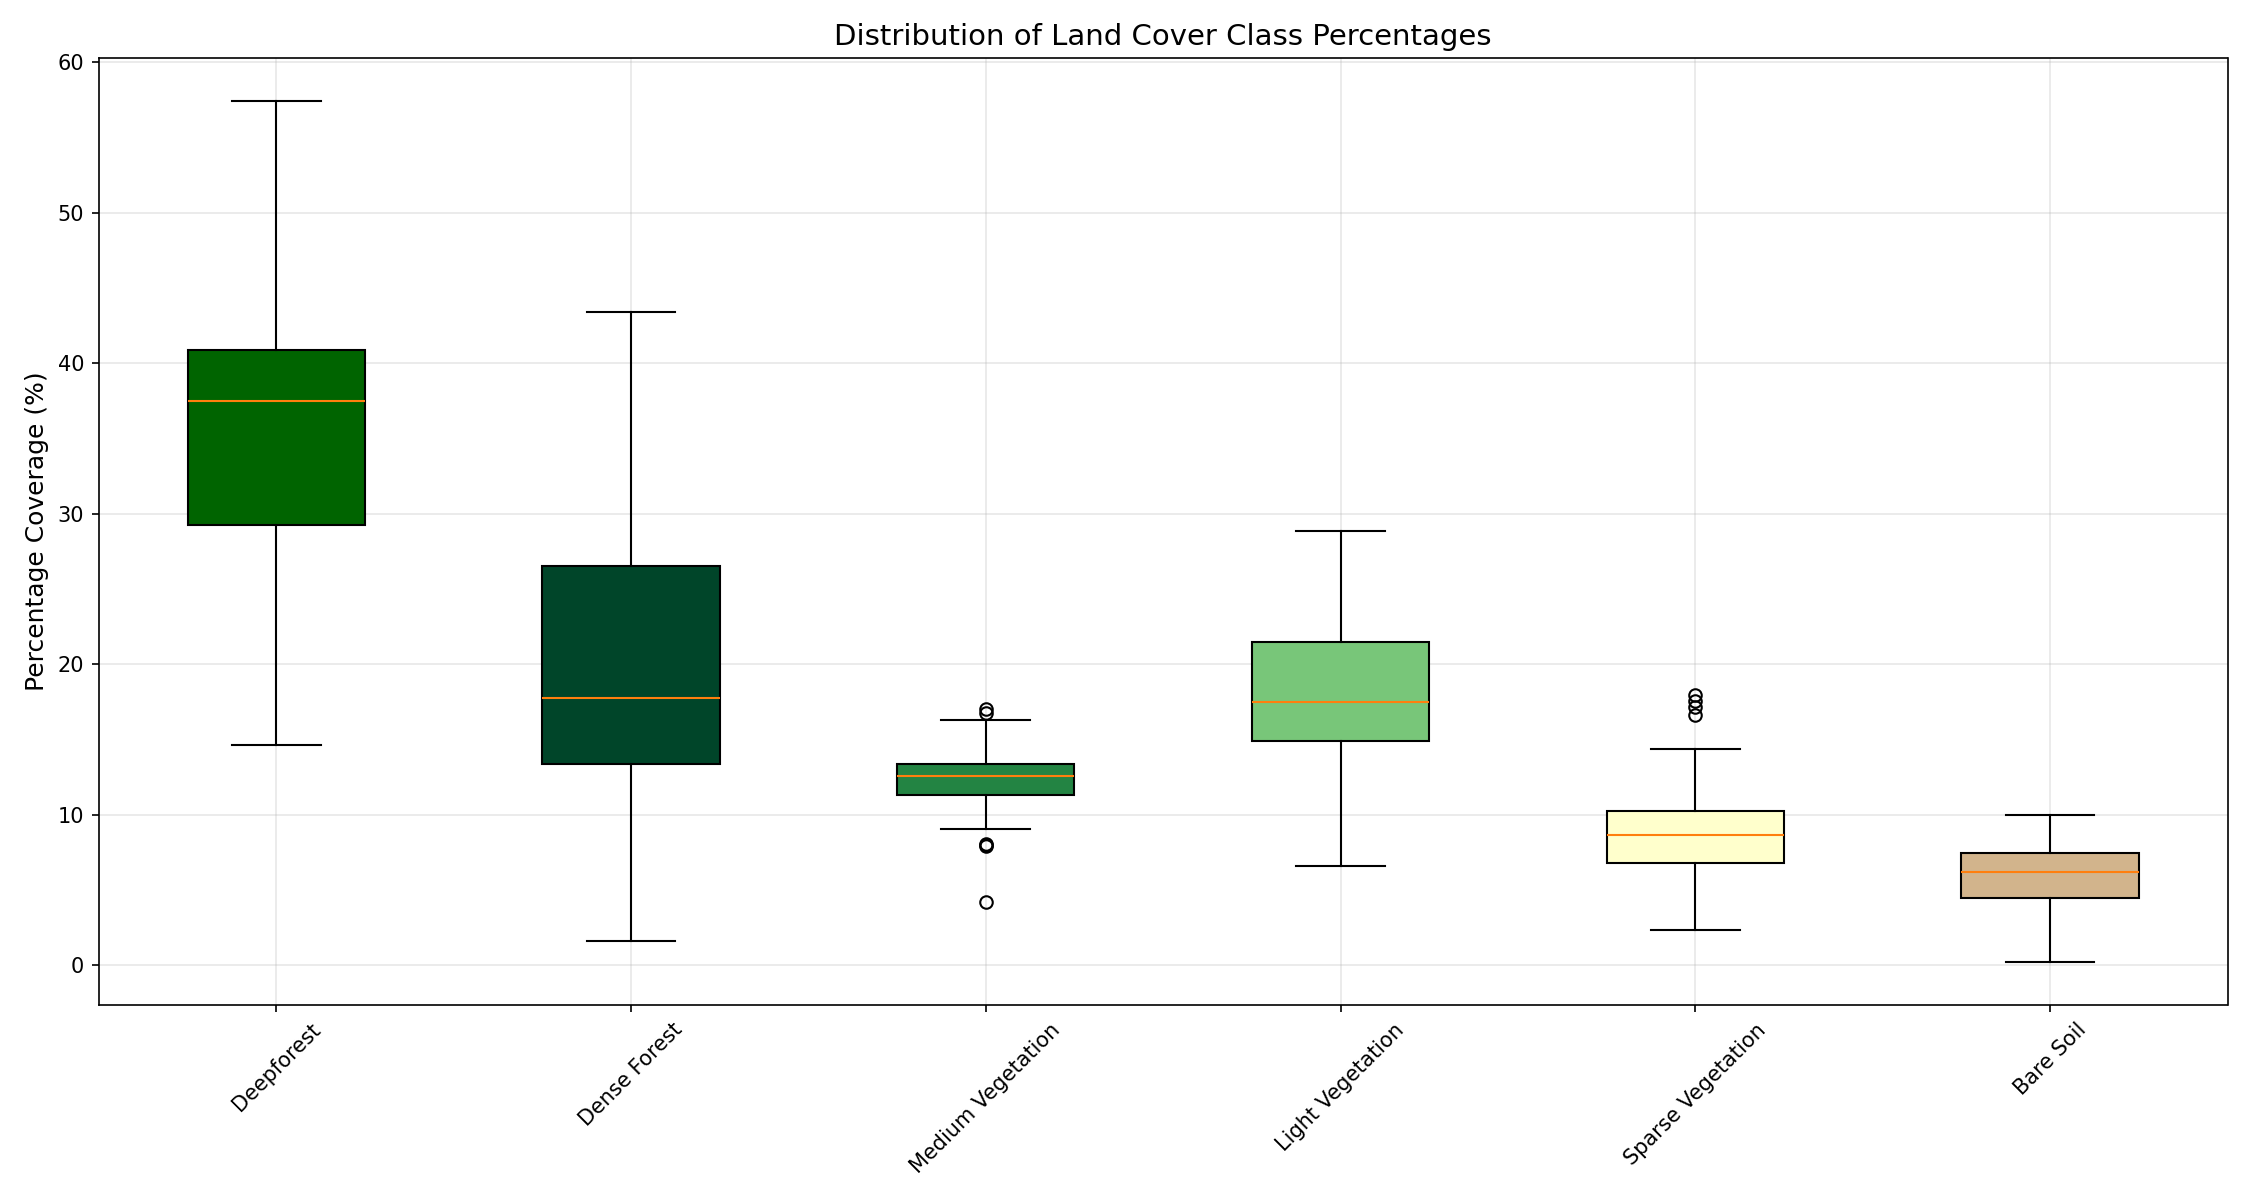 Distribution of Land Cover Class Percentages
Percentage Coverage (%)
60
50
40
30
20
10
0
Deepforest
Dense Forest
Medium Vegetation
Light Vegetation
Sparse Vegetation
Bare Soil